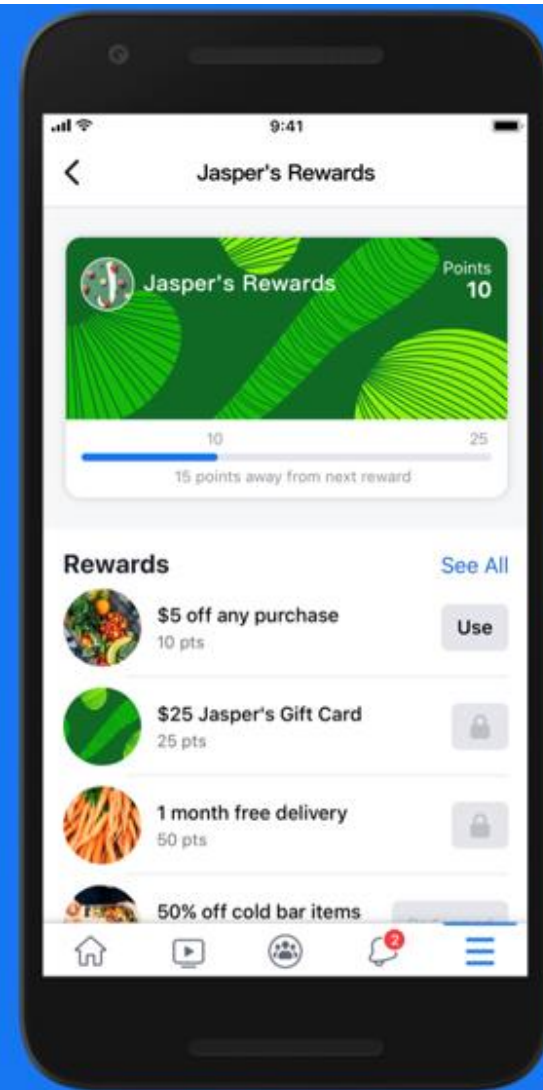 9:41
Jasper's Rewards
Jasper's Rewards
Points
10
10 25
15 points away from next reward
Rewards
See All
$5 off any purchase
10 pts
Use
$25 Jasper's Gift Card
25 pts
1 month free delivery
50 pts
50% off cold bar items
2